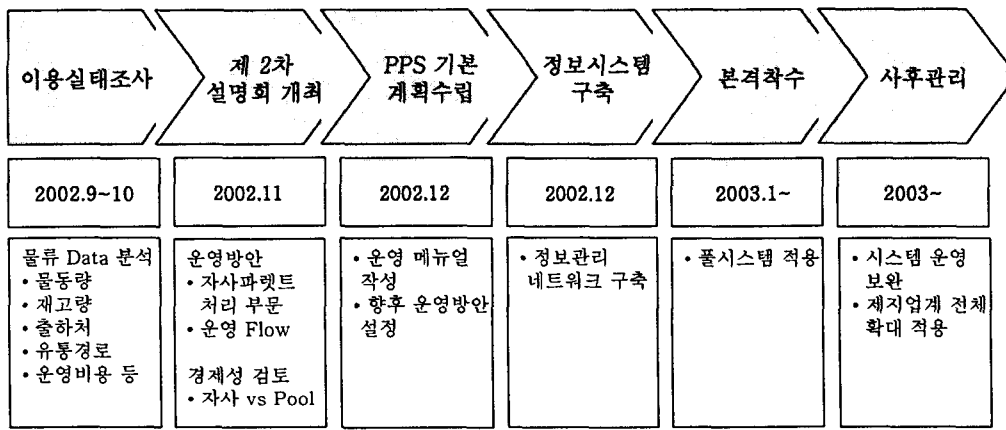 이용실태조사
제 2차
설명회 개최
PPS 기본
계획수립
정보시스템
구축
본격착수
사후관리
2002.9~10
2002.11
2002.12
2002.12
2003.1~
2003~
물류 Data 분석
• 물동량
• 재고량
• 출하처
• 유통경로
• 운영비용 등
운영방안
• 자사파렛트
처리 부문
• 운영 Flow
경제성 검토
• 자사 vs Pool
• 운영 메뉴얼
작성
• 향후 운영방안
설정
• 정보관리
네트워크 구축
• 풀시스템 적용
• 시스템 운영
보완
• 제지업계 전체
확대 적용